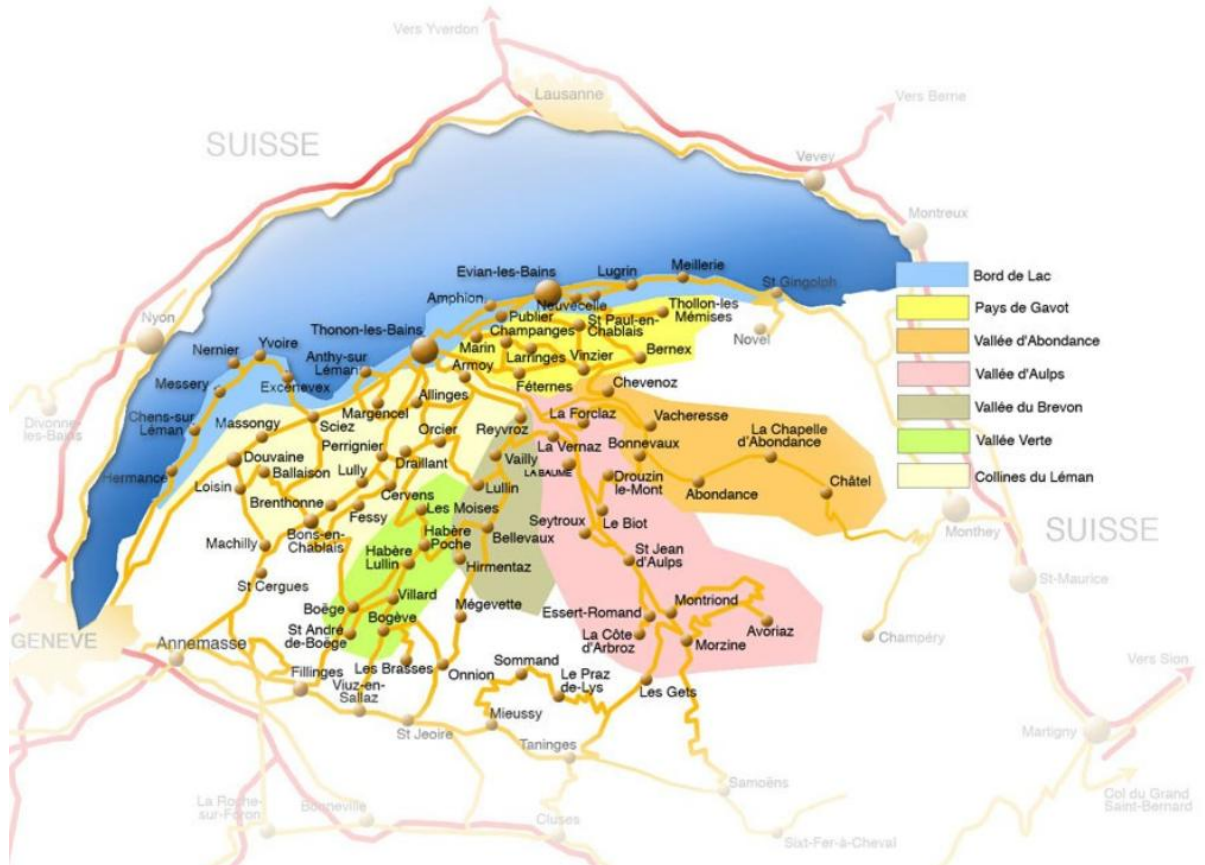 Vers Yverdon
Lausanne
Vers Berne
SUISSE
Vevey
Montreux
Evian-les-Bains
Lugrin
Meillerie
St Gingolph
Bord de Lac
Amphion
Neuvecelle
Publier
Thollon-les
Mémises
Pays de Gavot
Nyon
Thonon-les-Bains
Champanges
St Paul-en-
Chablais
Novel
Vallée d'Abondance
Nernier
Yvoire
Anthy-sur
Léman
Marin
Larringes
Vinzier
Bernex
Messery
Excenevex
Armoy
Féternes
Chevenoz
Vallée d'Aulps
Divonne-
les-Bains
Chens-sur
Léman
Massongy
Sciez
Margencel
Allinges
Reyvroz
La Forclaz
Vacheresse
La Chapelle
d'Abondance
Vallée du Brevon
Perrignier
Orcier
La Vernaz
Bonnevaux
Vallée Verte
Hermance
Douvaine
Ballaison
Lully
Draillant
Vailly
LA BAUME
Drouzin
le-Mont
Abondance
Châtel
Collines du Léman
Loisin
Brenthonne
Cervens
Lullin
Fessy
Les Moises
Seytroux
Le Biot
Monthey
SUISSE
Machilly
Bons-en-
Chablais
Habère
Poche
Bellevaux
St Jean
d'Aulps
St Cergues
Habère
Lullin
Hirmentaz
St-Maurice
Boëge
Villard
Mégevette
Essert-Romand
Montriond
GENEVE
Annemasse
St André
de-Boëge
Bogève
La Côte
d'Arbroz
Morzine
Avoriaz
Champéry
Fillinges
Les Brasses
Onnion
Sommand
Le Praz
de-Lys
Les Gets
Vers Sion
Viuz-en-
Sallaz
St Jeoire
Mieussy
Taninges
Martigny
Samoëns
La Roche-
sur-Foron
Bonneville
Cluses
Sixt-Fer-à-Cheval
Col du Grand
Saint-Bernard